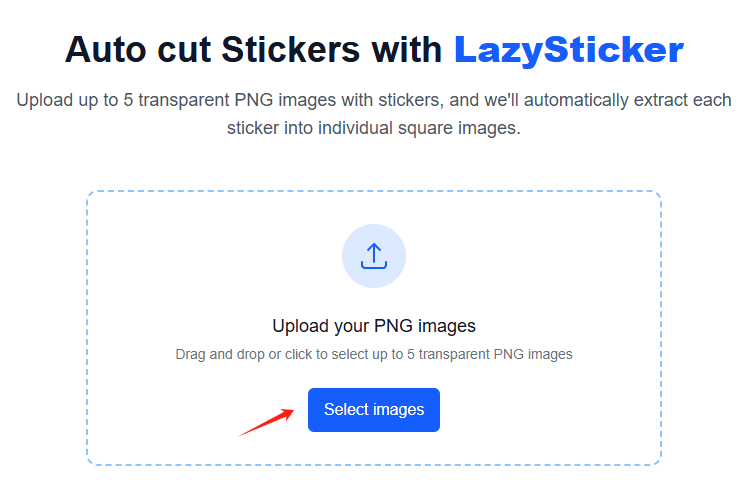 Auto cut Stickers with LazySticker
Upload up to 5 transparent PNG images with stickers, and we'll automatically extract each
sticker into individual square images.
Upload your PNG images
Drag and drop or click to select up to 5 transparent PNG images
Select images